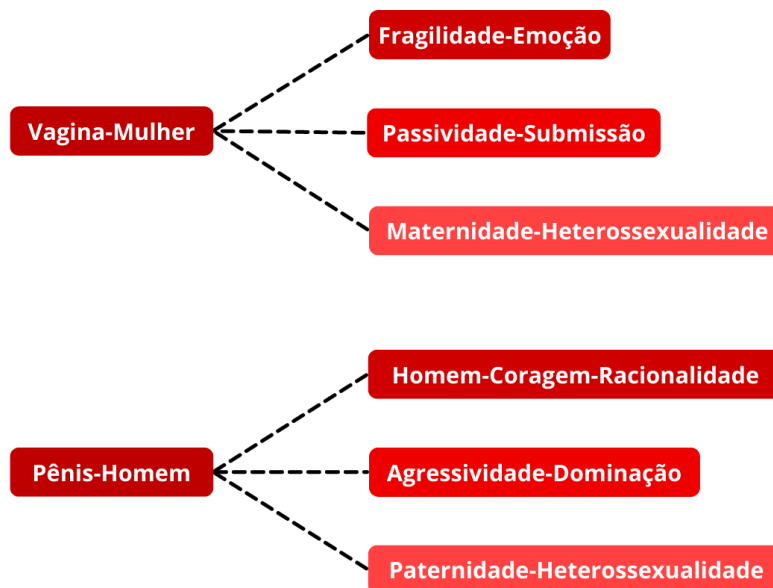 Fragilidade-Emoção
Vagina-Mulher
Passividade-Submissão
Maternidade-Heterossexualidade
Homem-Coragem-Racionalidade
Pênis-Homem
Agressividade-Dominação
Paternidade-Heterossexualidade